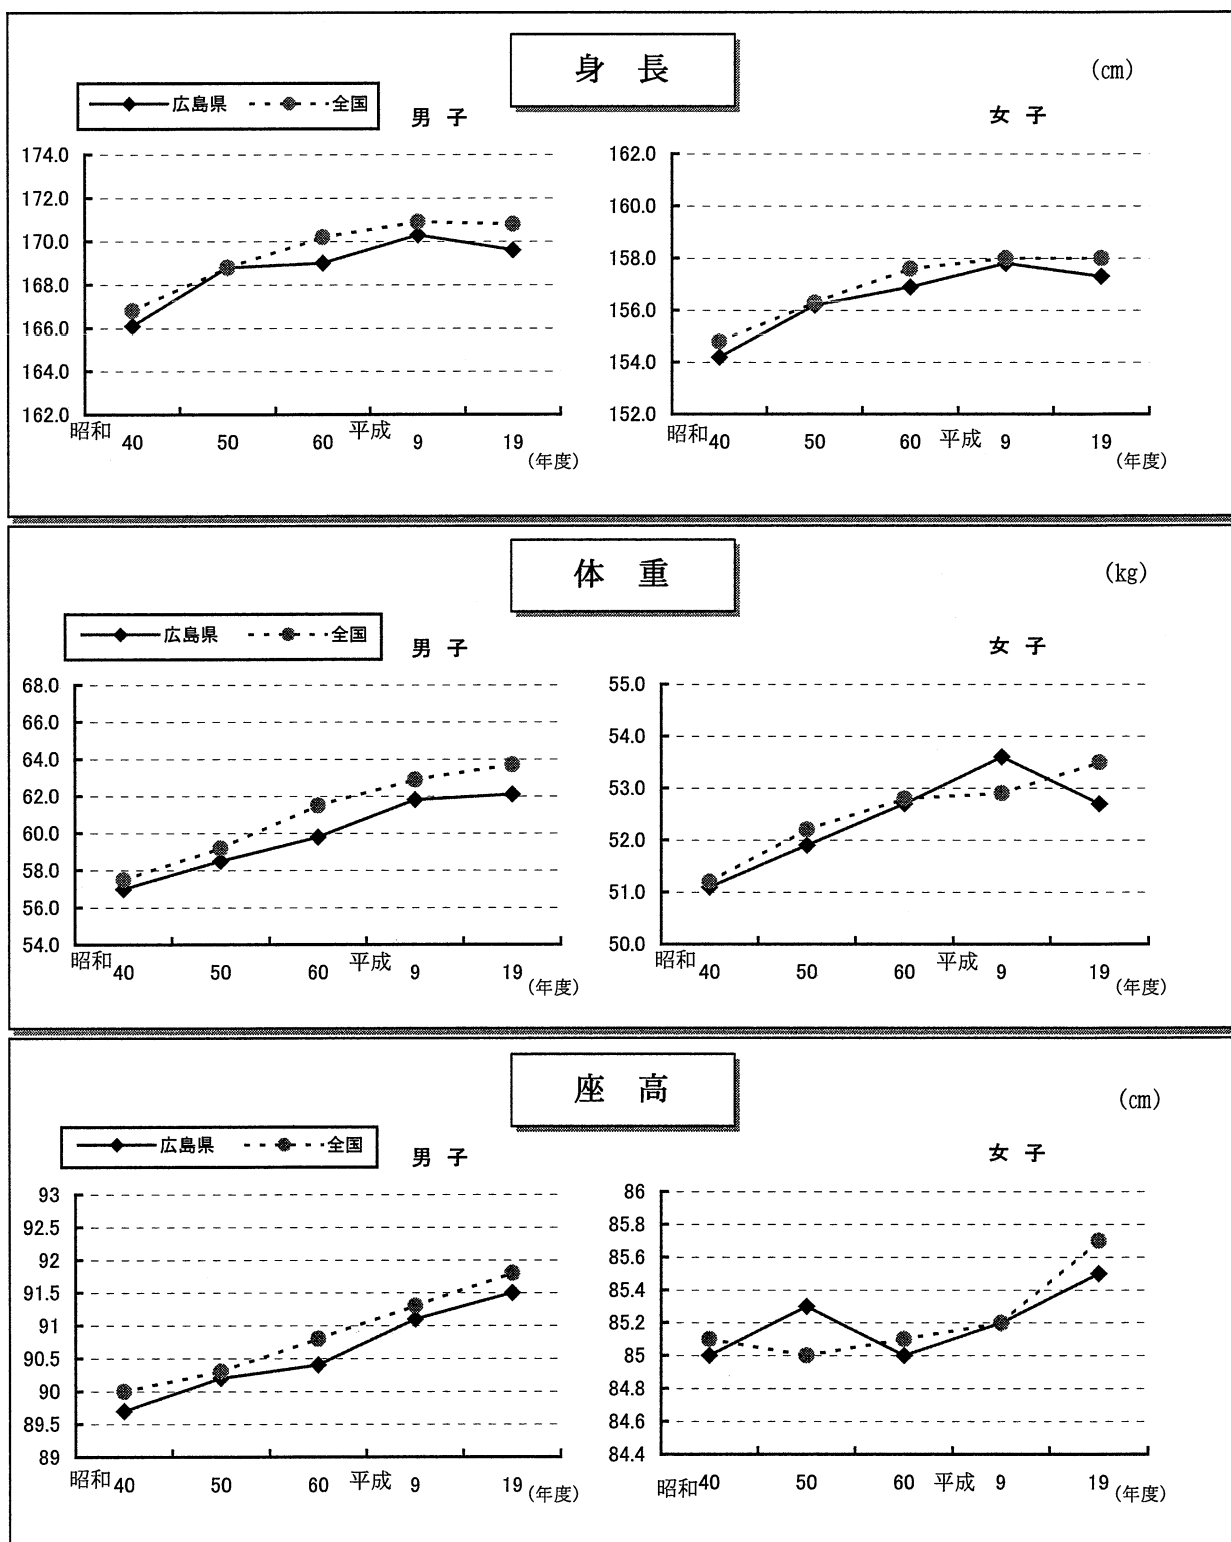 身 長
(cm)
広島県 全国
男 子
女 子
174.0
172.0
170.0
168.0
166.0
164.0
162.0
昭和 40 50 60 平成 9 19
(年度)
162.0
160.0
158.0
156.0
154.0
152.0
昭和 40 50 60 平成 9 19
(年度)
体 重
(kg)
広島県 全国
男 子
女 子
68.0
66.0
64.0
62.0
60.0
58.0
56.0
54.0
昭和 40 50 60 平成 9 19
(年度)
55.0
54.0
53.0
52.0
51.0
50.0
昭和 40 50 60 平成 9 19
(年度)
座 高
(cm)
広島県 全国
男 子
女 子
93
92.5
92
91.5
91
90.5
90
89.5
89
昭和 40 50 60 平成 9 19
(年度)
86
85.8
85.6
85.4
85.2
85
84.8
84.6
84.4
昭和 40 50 60 平成 9 19
(年度)